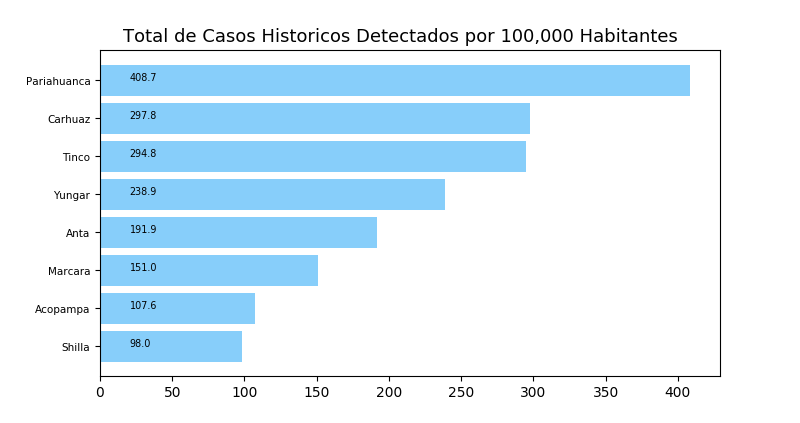 Total de Casos Historicos Detectados por 100,000 Habitantes
Pariahuanca 408.7
Carhuaz 297.8
Tinco 294.8
Yungar 238.9
Anta 191.9
Marcara 151.0
Acopampa 107.6
Shilla 98.0
0 50 100 150 200 250 300 350 400